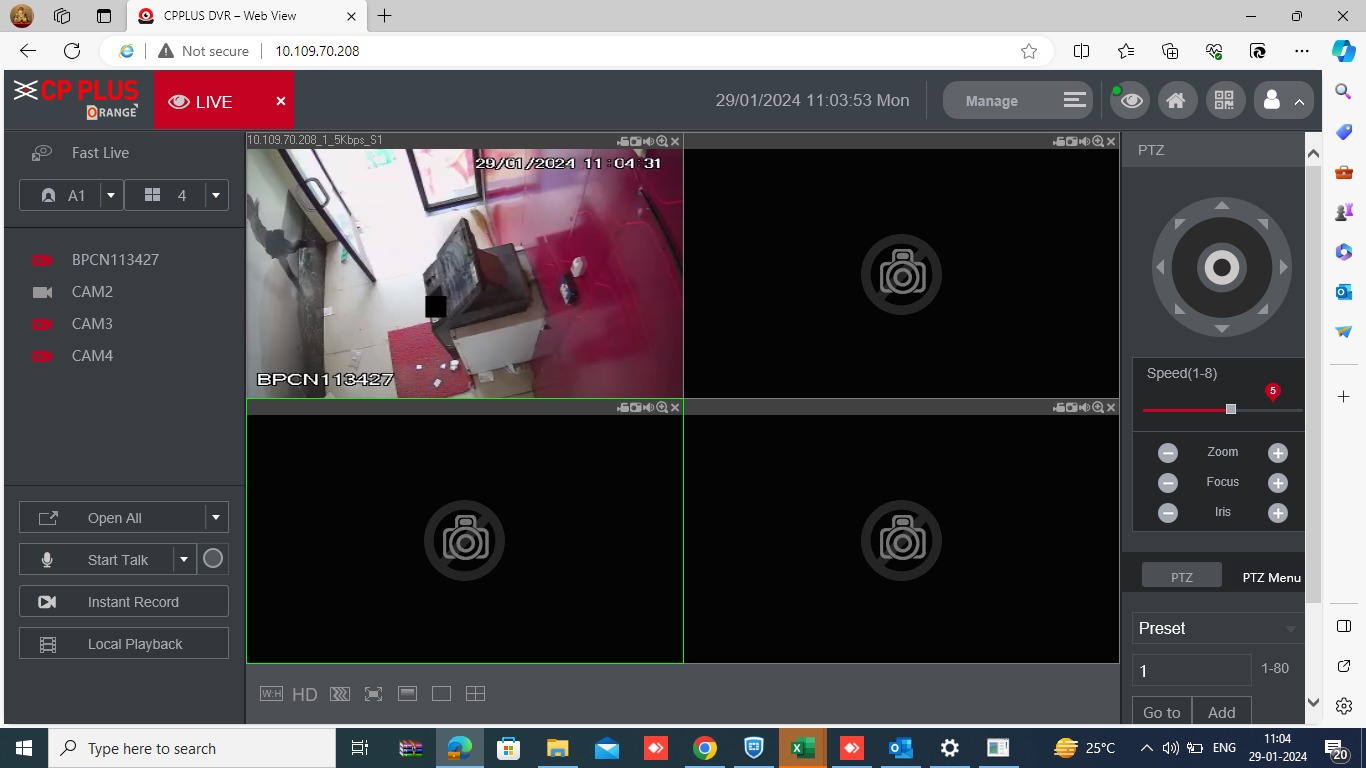 CPPLUS DVR – Web View
Not secure
10.109.70.208
CP PLUS
ORANGE
LIVE
29/01/2024 11:03:53 Mon
Manage
Fast Live
A1
4
BPCN113427
CAM2
CAM3
CAM4
Open All
Start Talk
Instant Record
Local Playback
10.109.70.208_1_5Kbps_S1
29/01/2024 11:04:31
BPCN113427
W:H
HD
PTZ
Speed(1-8)
5
Zoom
Focus
Iris
PTZ
PTZ Menu
Preset
1
1-80
Go to
Add
Type here to search
25°C
ENG
11:04
29-01-2024
20